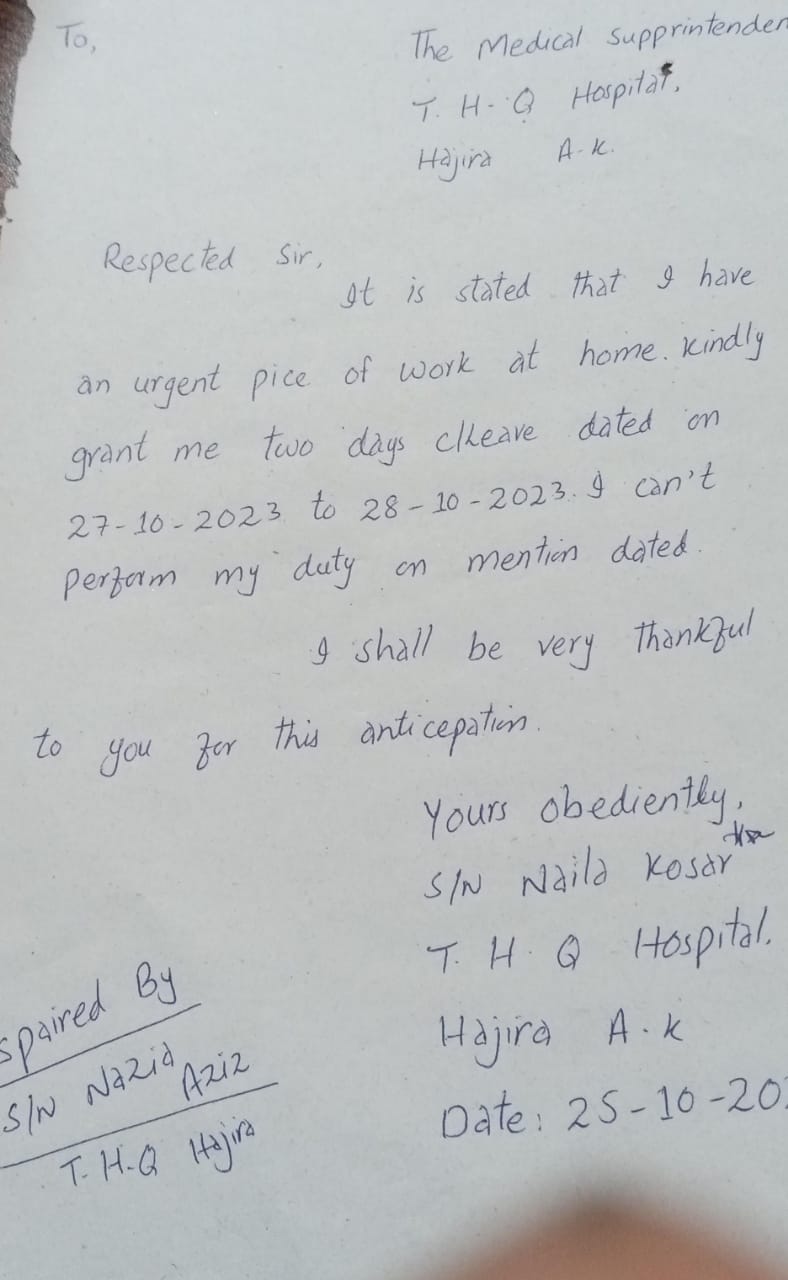 To,
The Medical Supprintenden
T. H-Q Hospital,
Hajira A-K.
Respected Sir,
It is stated that I have
an urgent pice of work at home. Kindly
grant me two days c/Leave dated on
27-10-2023 to 28-10-2023. I can't
perform my duty on mention dated.
I shall be very thankful
to you for this anticepation.
Yours obediently,
S/N Naila Kosar
T. H. Q Hospital.
Hajira A.K
Date: 25-10-202
spaired By
S/N Nazia Aziz
T. H-Q Hajira